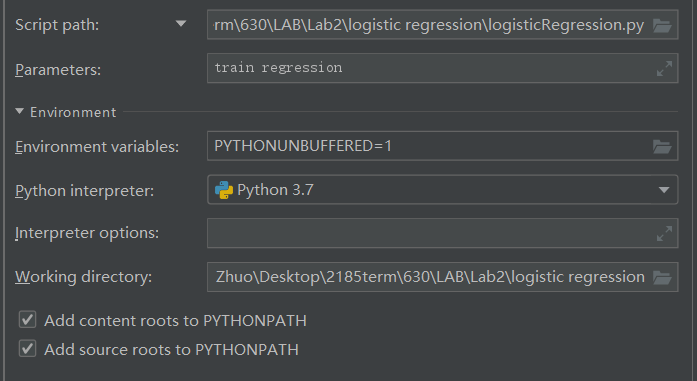 Script path: rm\630\LAB\Lab2\logistic regression\logisticRegression.py
Parameters: train regression
Environment
Environment variables: PYTHONUNBUFFERED=1
Python interpreter: Python 3.7
Interpreter options:
Working directory: Zhuo\Desktop\2185term\630\LAB\Lab2\logistic regression
Add content roots to PYTHONPATH
Add source roots to PYTHONPATH